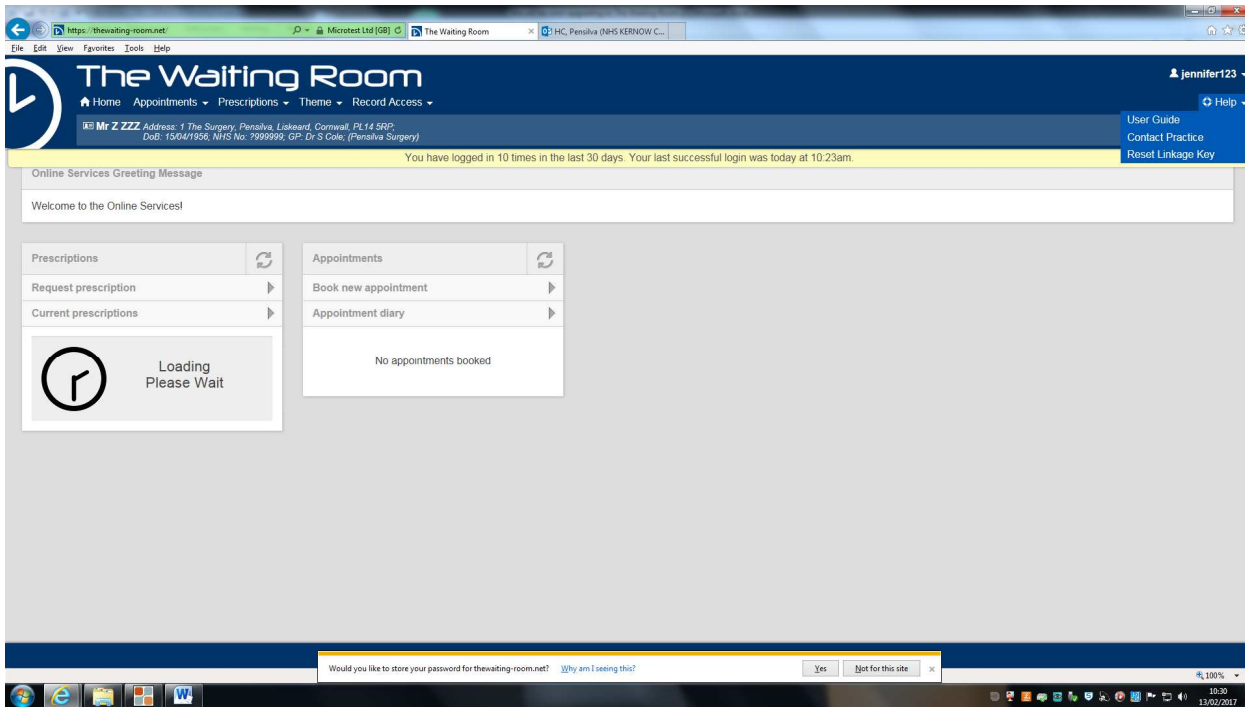 https://thewaiting-room.net/
Microtest Ltd [GB]
The Waiting Room
HC, Pensilva (NHS KERNOW C...
File Edit View Favorites Tools Help
The Waiting Room
jennifer123
Home Appointments Prescriptions Theme Record Access
Help
Mr Z ZZZ Address: 1 The Surgery, Pensilva, Liskeard, Cornwall, PL14 5RP;
DoB: 15/04/1956; NHS No: ?999999; GP: Dr S Cole; (Pensilva Surgery)
User Guide
Contact Practice
Reset Linkage Key
You have logged in 10 times in the last 30 days. Your last successful login was today at 10:23am.
Online Services Greeting Message
Welcome to the Online Services!
Prescriptions
Request prescription
Current prescriptions
Loading
Please Wait
Appointments
Book new appointment
Appointment diary
No appointments booked
Would you like to store your password for thewaiting-room.net? Why am I seeing this? Yes Not for this site
100%
10:30
13/02/2017